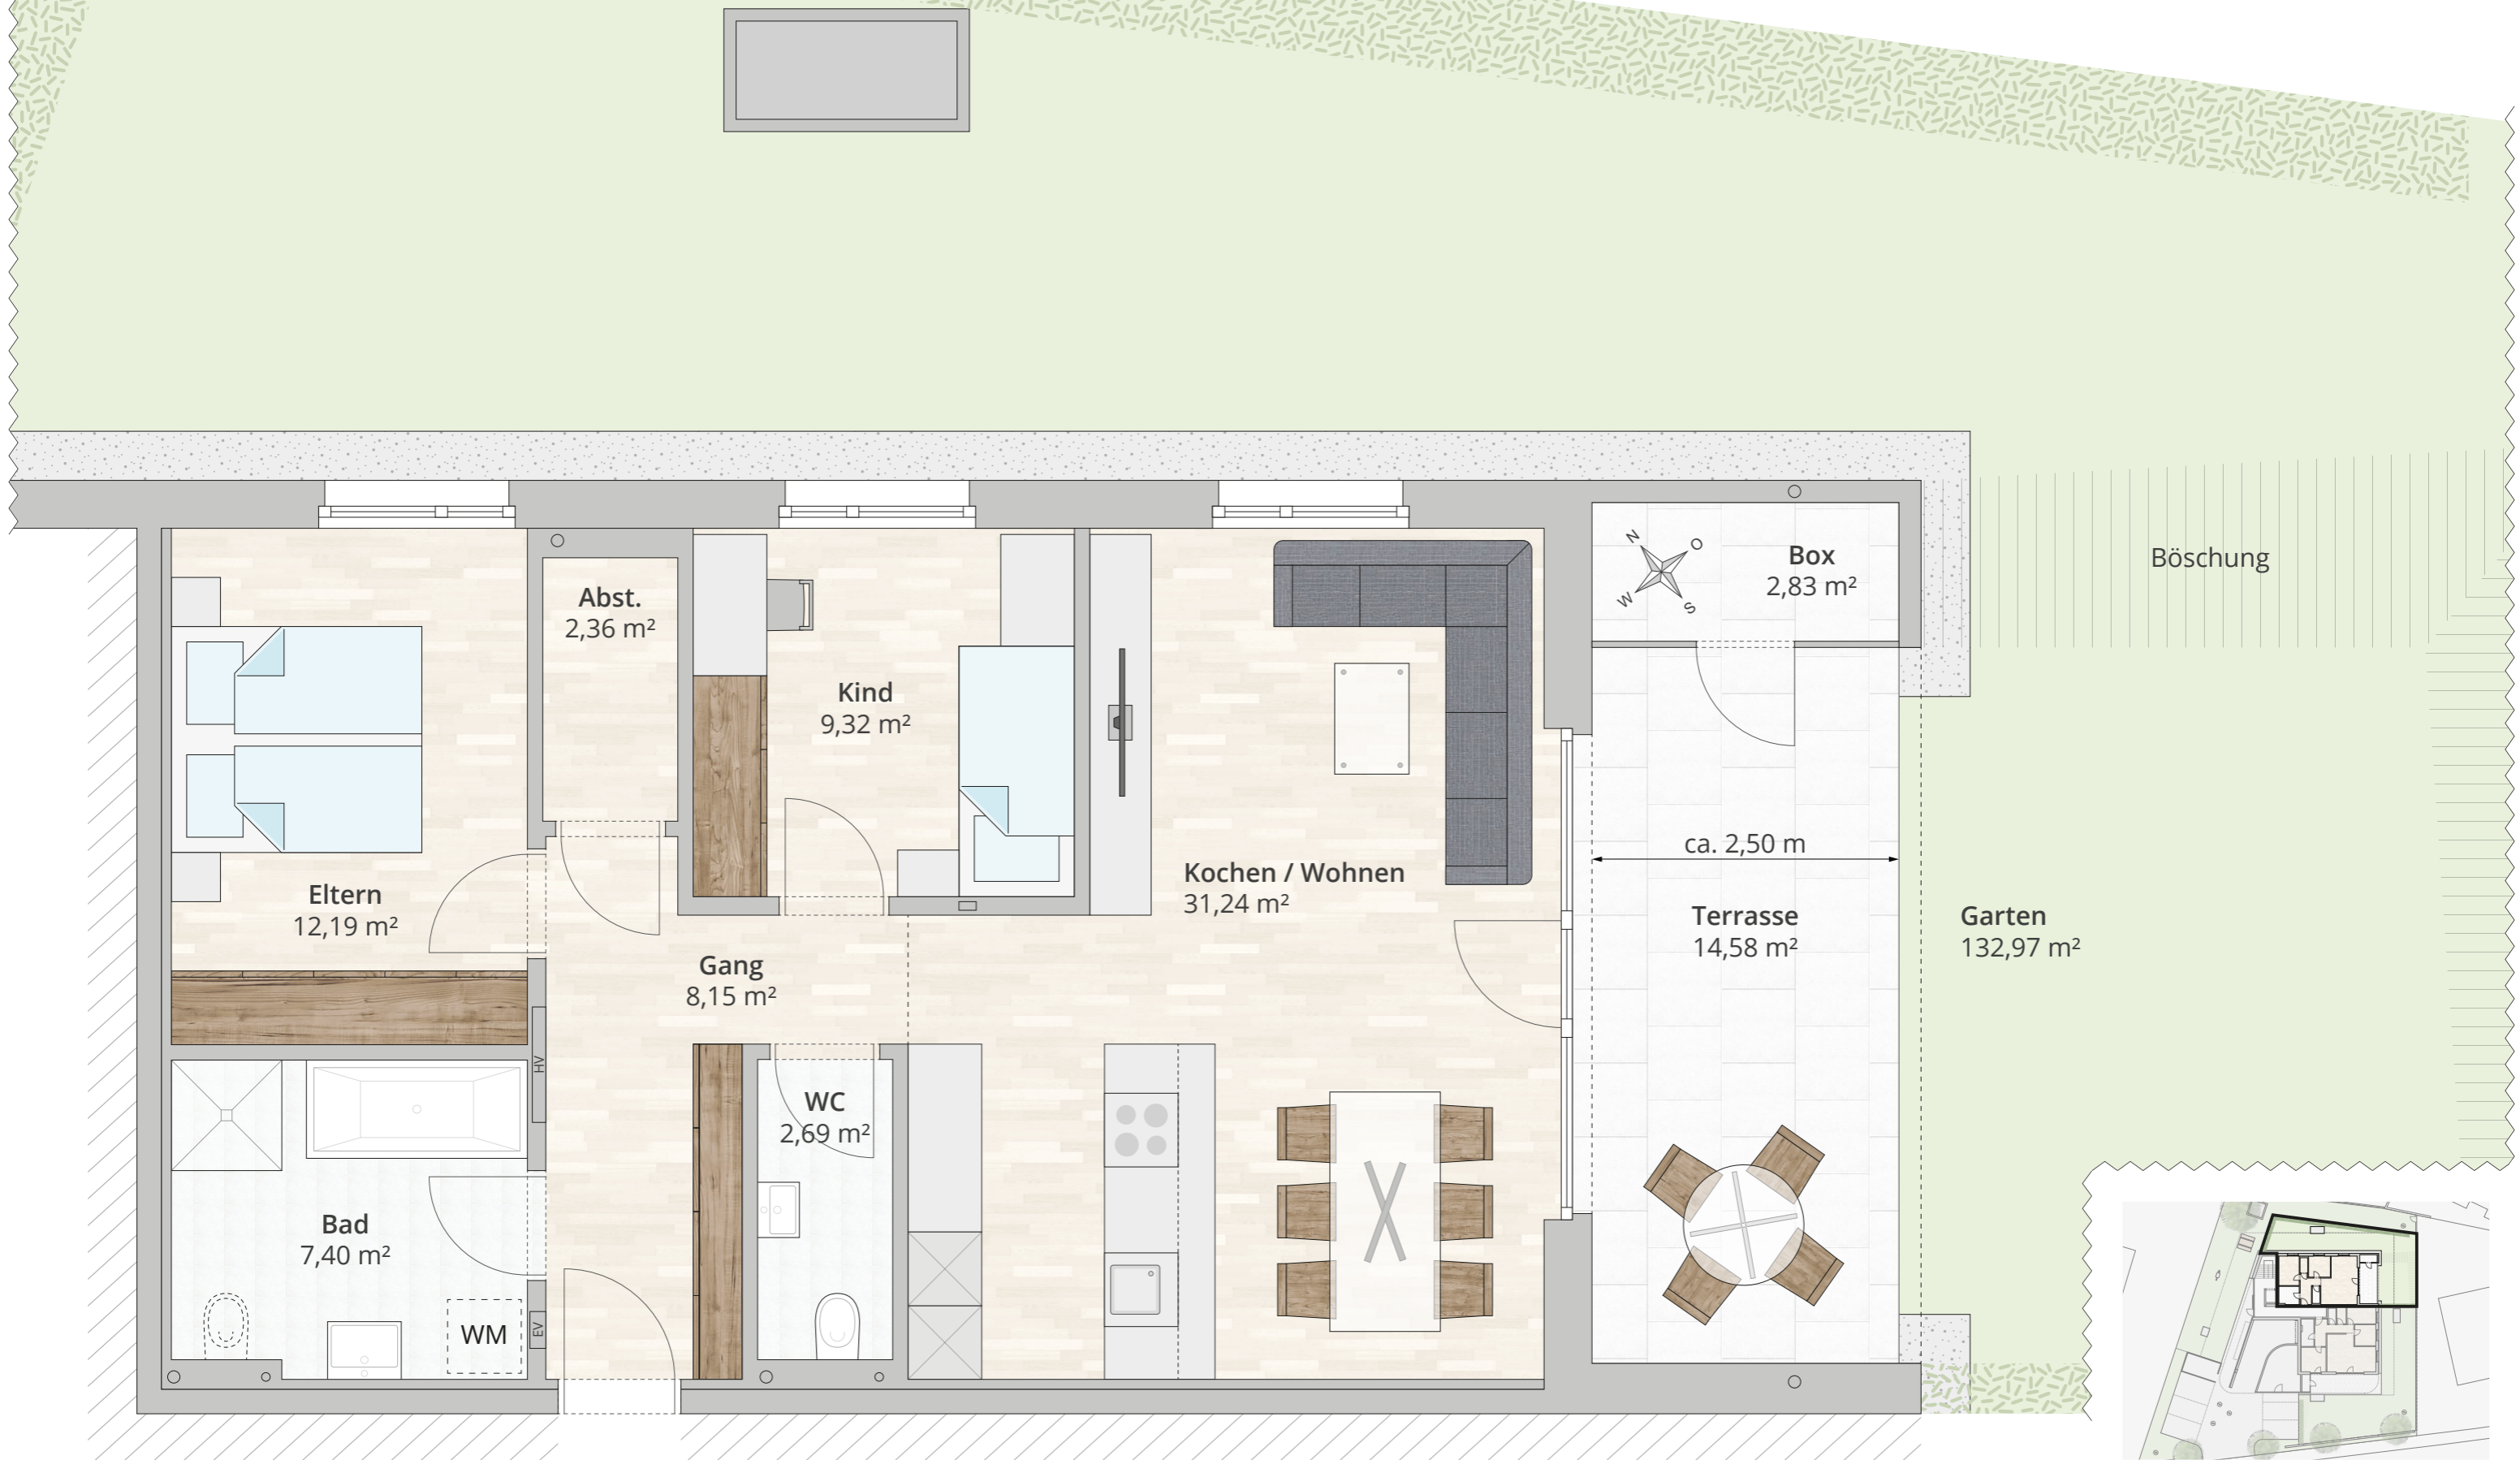 N
O
W
S
Box
2,83 m²
Böschung
Abst.
2,36 m²
Kind
9,32 m²
ca. 2,50 m
Kochen / Wohnen
31,24 m²
Eltern
12,19 m²
Terrasse
14,58 m²
Garten
132,97 m²
Gang
8,15 m²
HV
WC
2,69 m²
Bad
7,40 m²
WM
EV